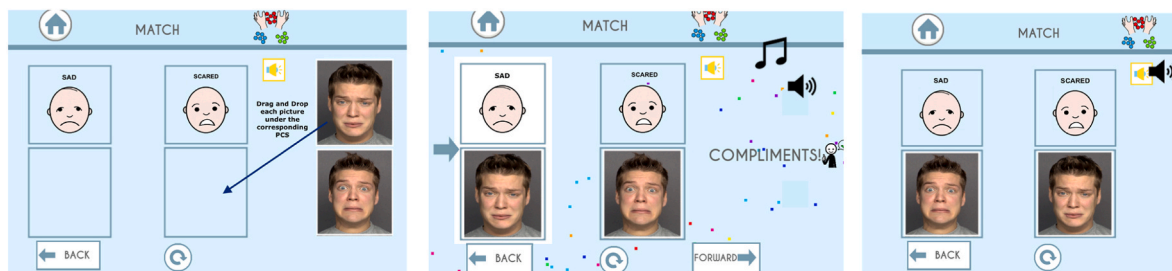 MATCH
SAD
SCARED
Drag and Drop
each picture
under the
corresponding
PCS
BACK
MATCH
SAD
SCARED
COMPLIMENTS!
BACK
FORWARD
MATCH
SAD
SCARED
BACK